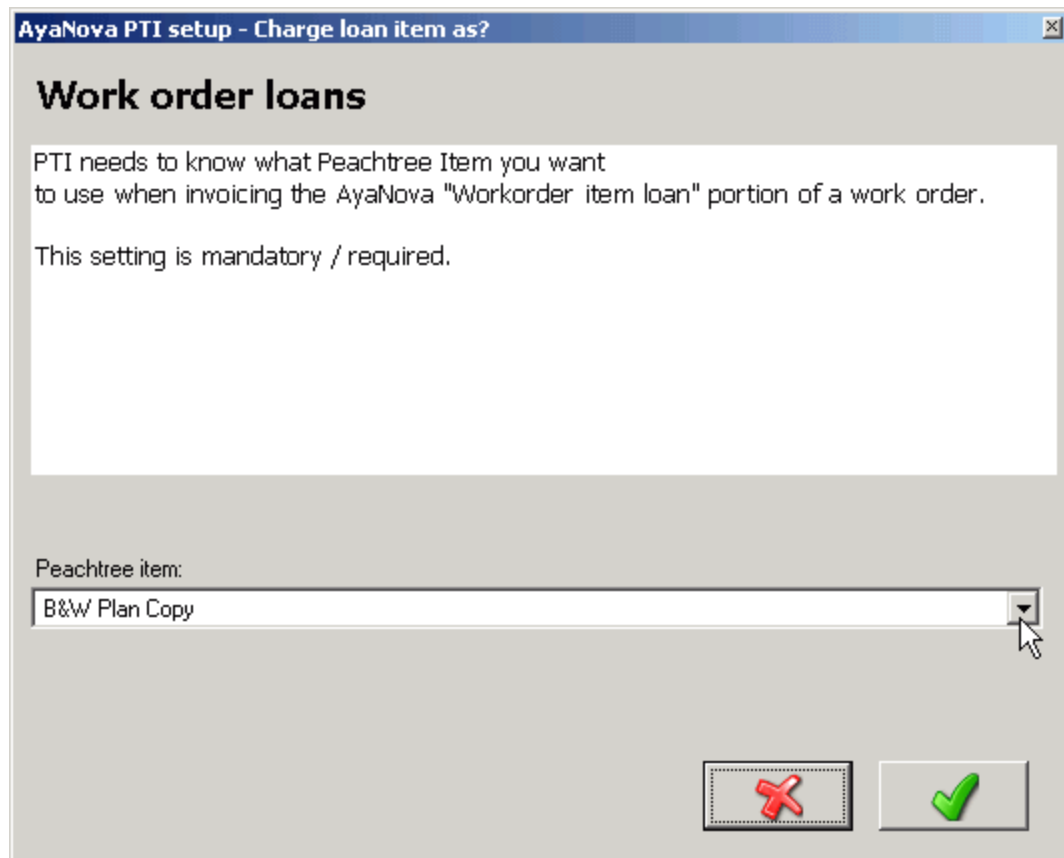 AyaNova PTI setup - Charge loan item as?
Work order loans
PTI needs to know what Peachtree Item you want
to use when invoicing the AyaNova "Workorder item loan" portion of a work order.
This setting is mandatory / required.
Peachtree item:
B&W Plan Copy